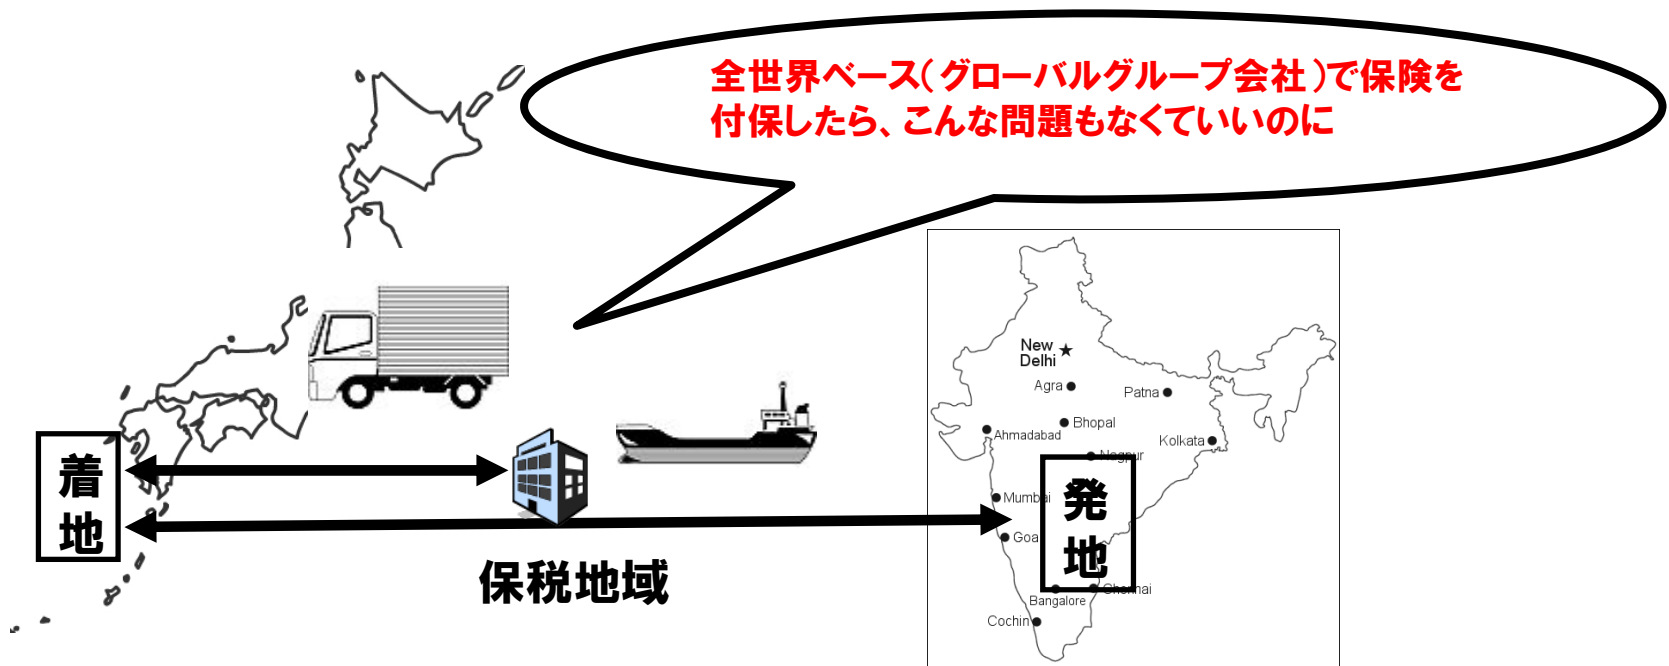 全世界ベース(グローバルグループ会社)で保険を
付保したら、こんな問題もなくていいのに
New
Delhi
Agra
Patna
Bhopal
Ahmadabad
Kolkata
Nagpur
着
地
発
地
Mumbai
Goa
保税地域
Chennai
Bangalore
Cochin